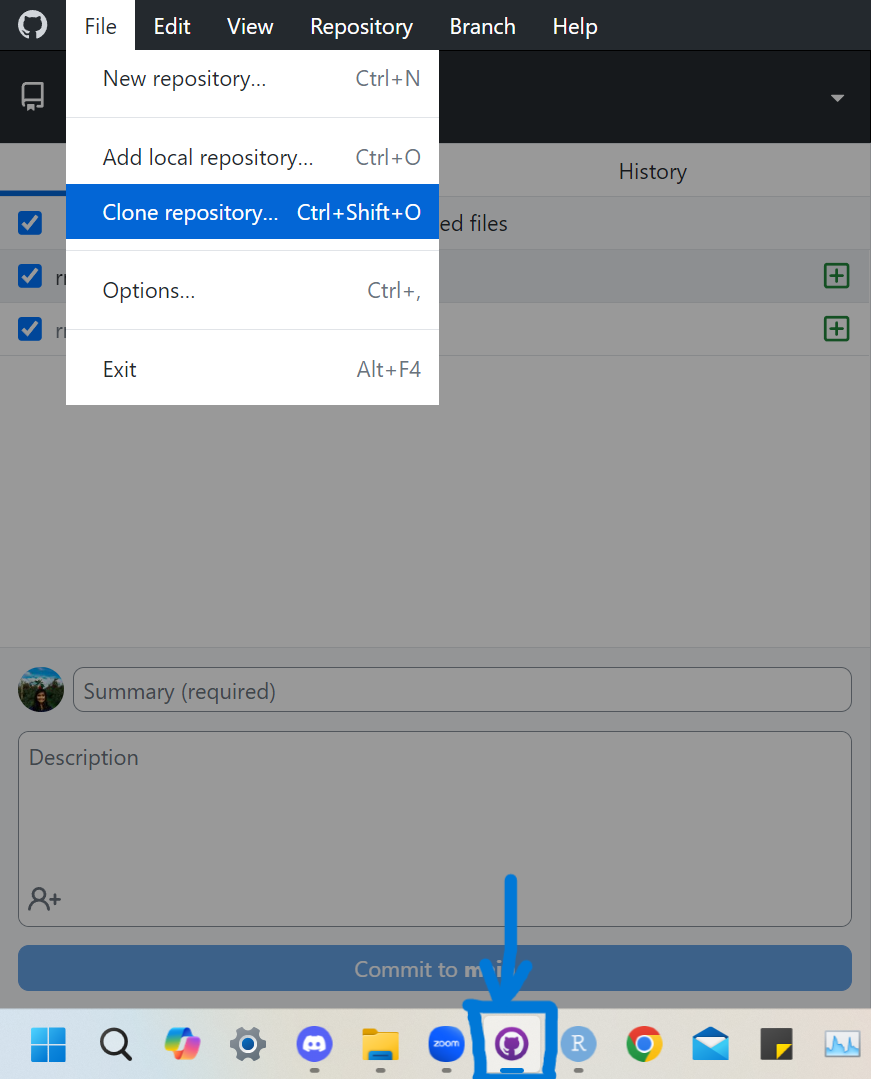 File Edit View Repository Branch Help
New repository... Ctrl+N
Add local repository... Ctrl+O
History
Clone repository... Ctrl+Shift+O
ed files
Options... Ctrl+,
Exit Alt+F4
Summary (required)
Description
Commit to
zoom R